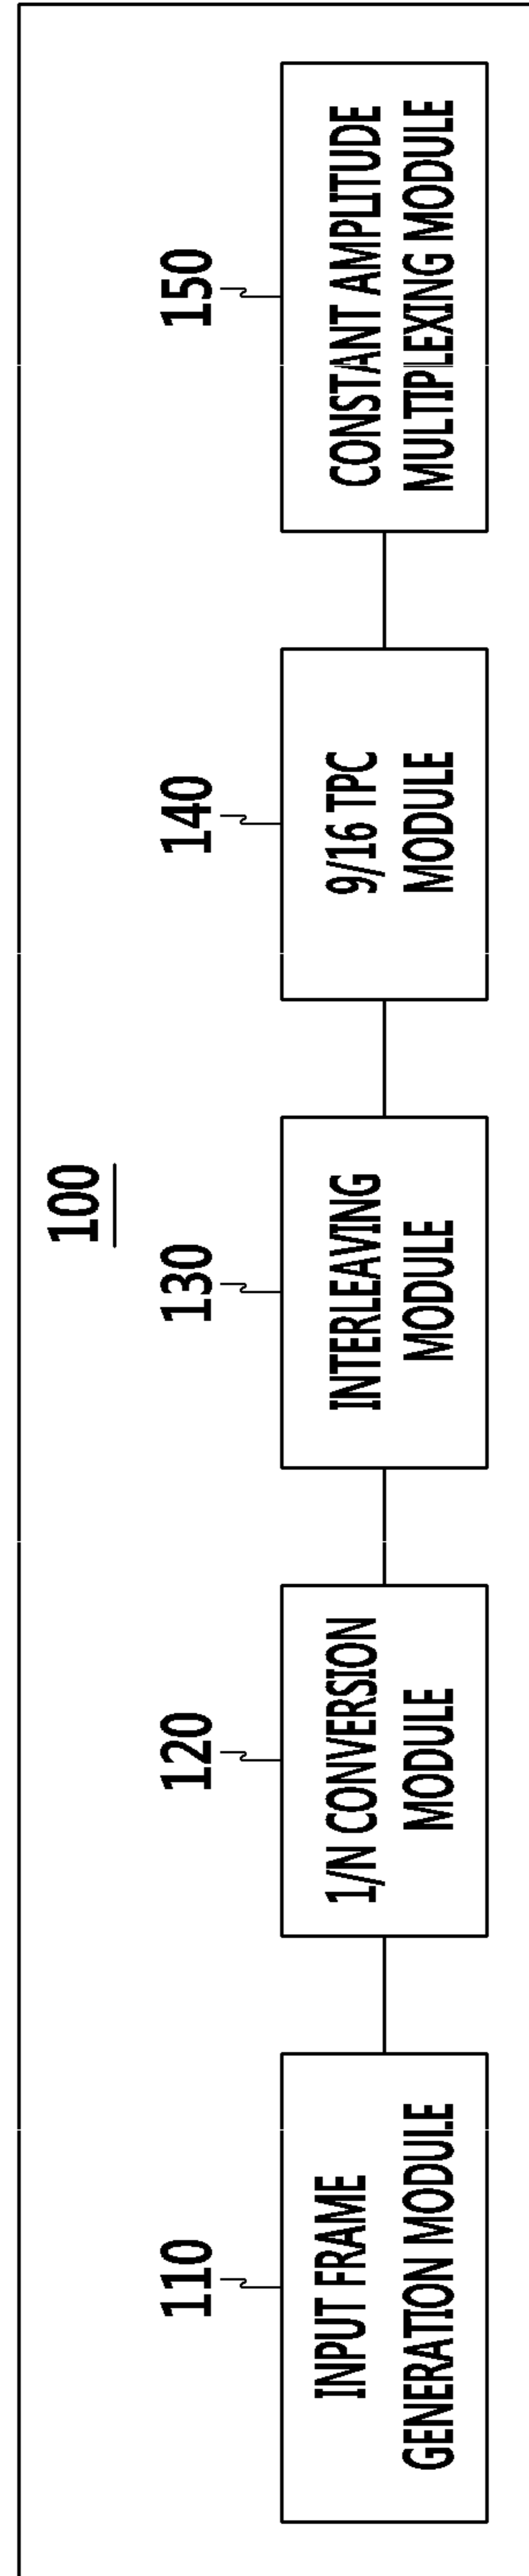 100
110
120
130
140
150
INPUT FRAME
GENERATION MODULE
1/N CONVERSION
MODULE
INTERLEAVING
MODULE
9/16 TPC
MODULE
CONSTANT AMPLITUDE
MULTIPLEXING MODULE